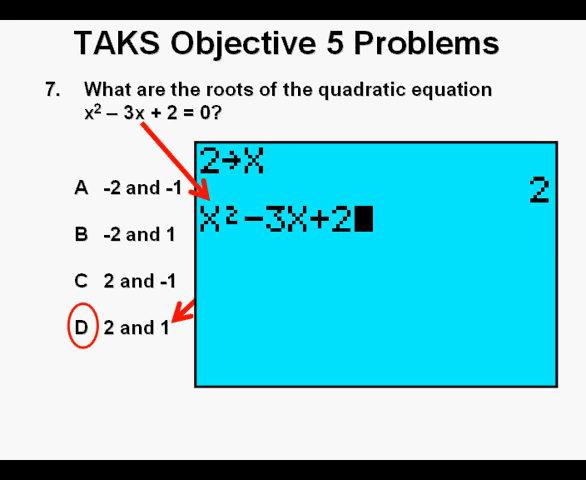 TAKS Objective 5 Problems
7. What are the roots of the quadratic equation
x² – 3x + 2 = 0?
A -2 and -1
B -2 and 1
C 2 and -1
D 2 and 1
2→X
2
X²-3X+2